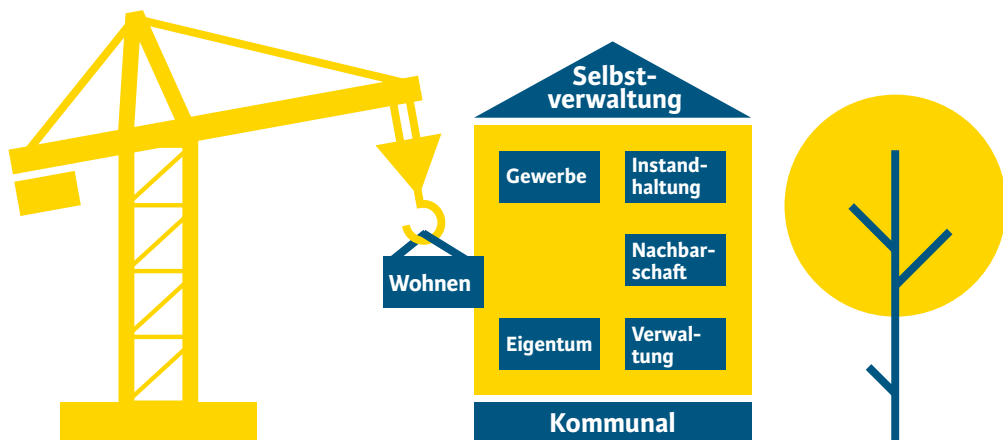 Selbst-
verwaltung
Gewerbe
Instand-
haltung
Wohnen
Nachbar-
schaft
Eigentum
Verwal-
tung
Kommunal